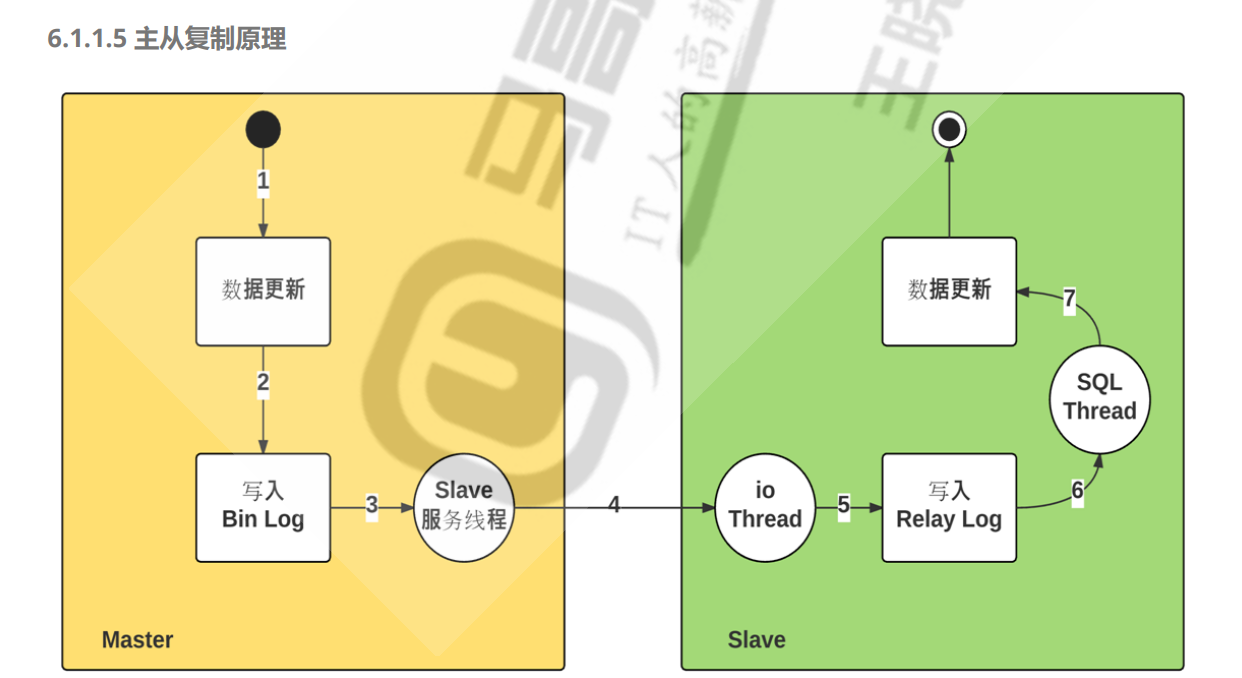 6.1.1.5 主从复制原理
1
数据更新
2
写入
Bin Log
3
Slave
服务线程
4
io
Thread
5
写入
Relay Log
6
SQL
Thread
7
数据更新
Master
Slave
IT人的高薪
王晓